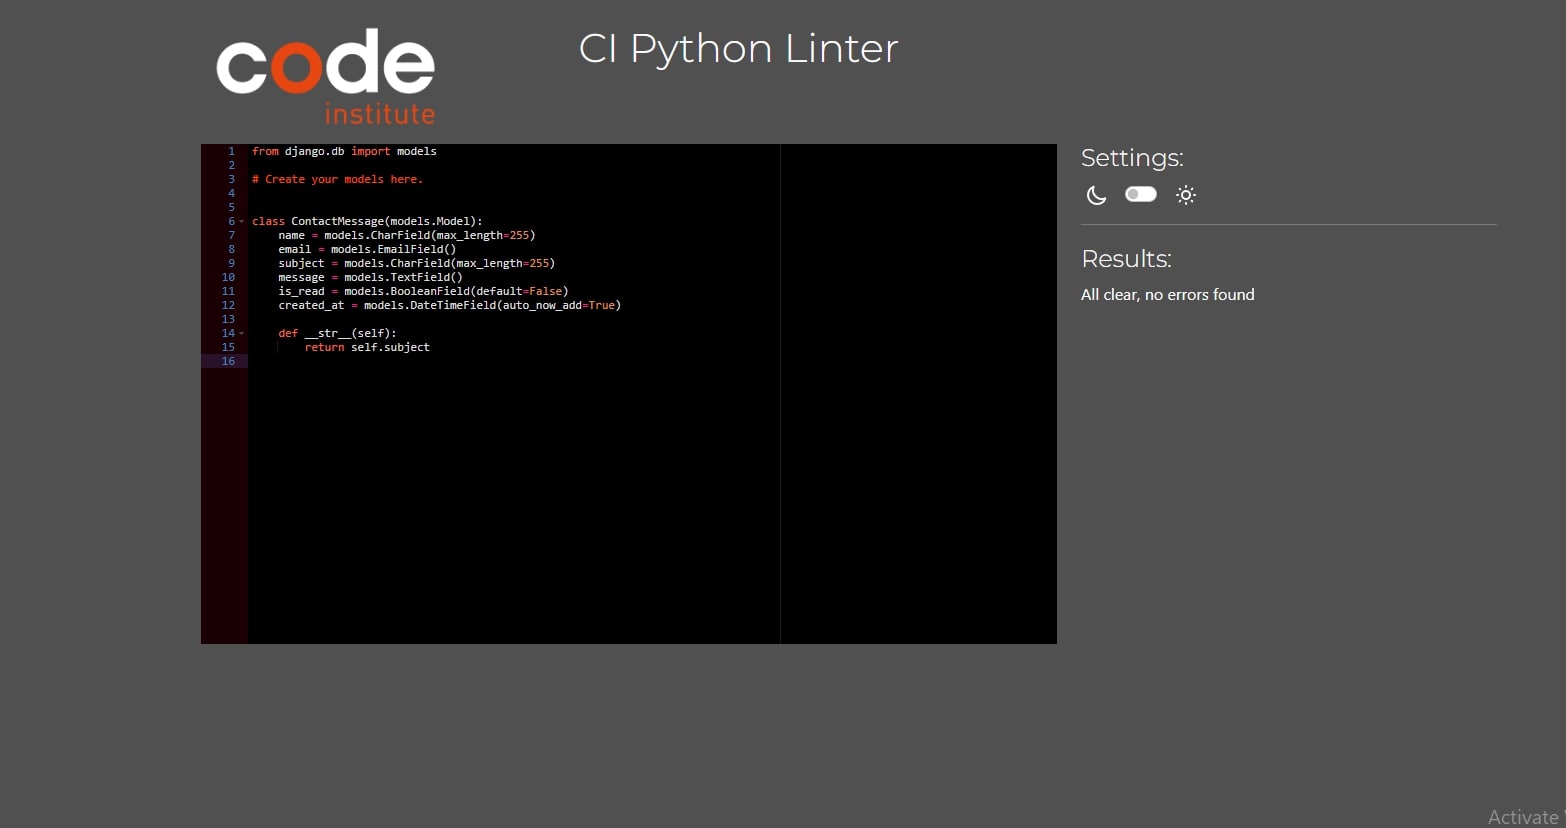 code
institute
CI Python Linter
1 from django.db import models
2
3 # Create your models here.
4
5
6 class ContactMessage(models.Model):
7     name = models.CharField(max_length=255)
8     email = models.EmailField()
9     subject = models.CharField(max_length=255)
10     message = models.TextField()
11     is_read = models.BooleanField(default=False)
12     created_at = models.DateTimeField(auto_now_add=True)
13
14     def __str__(self):
15         return self.subject
16
Settings:
Results:
All clear, no errors found
Activate